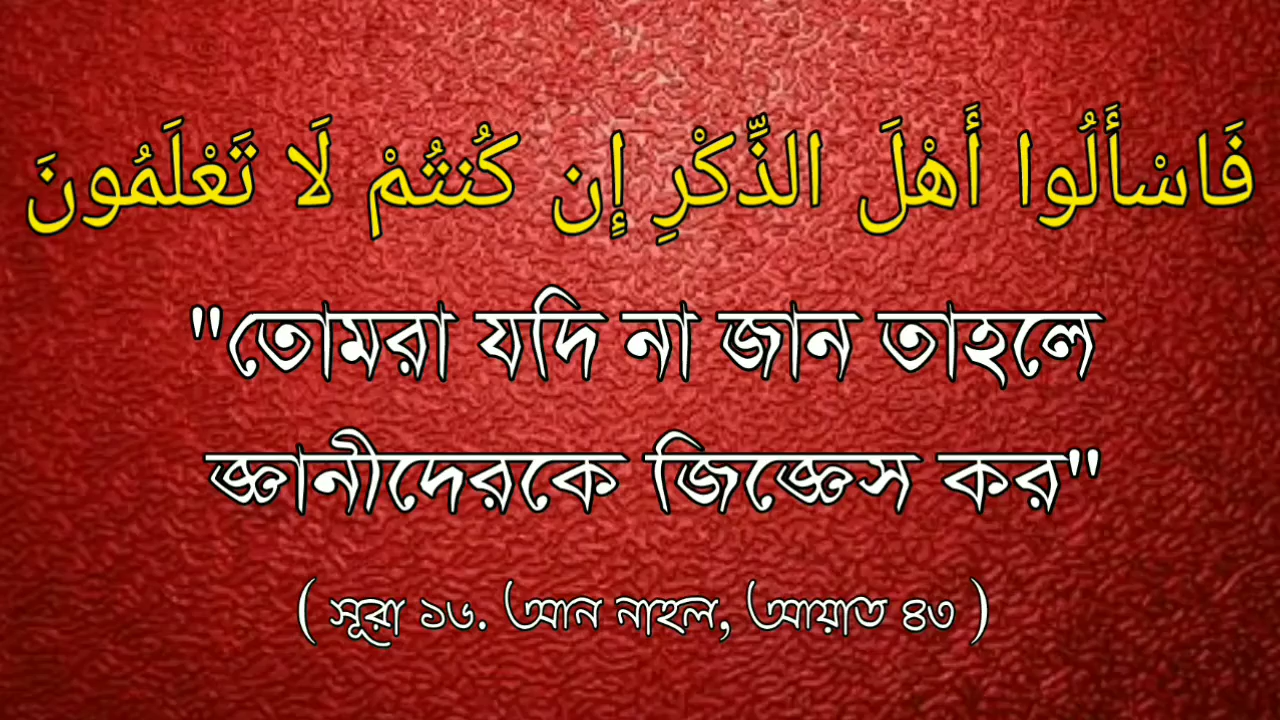 فَاسْأَلُوا أَهْلَ الذِّكْرِ إِن كُنتُمْ لَا تَعْلَمُونَ
"তোমরা যদি না জান তাহলে
জ্ঞানীদেরকে জিজ্ঞেস কর"
( সূরা ১৬. আন নাহল, আয়াত ৪৩ )